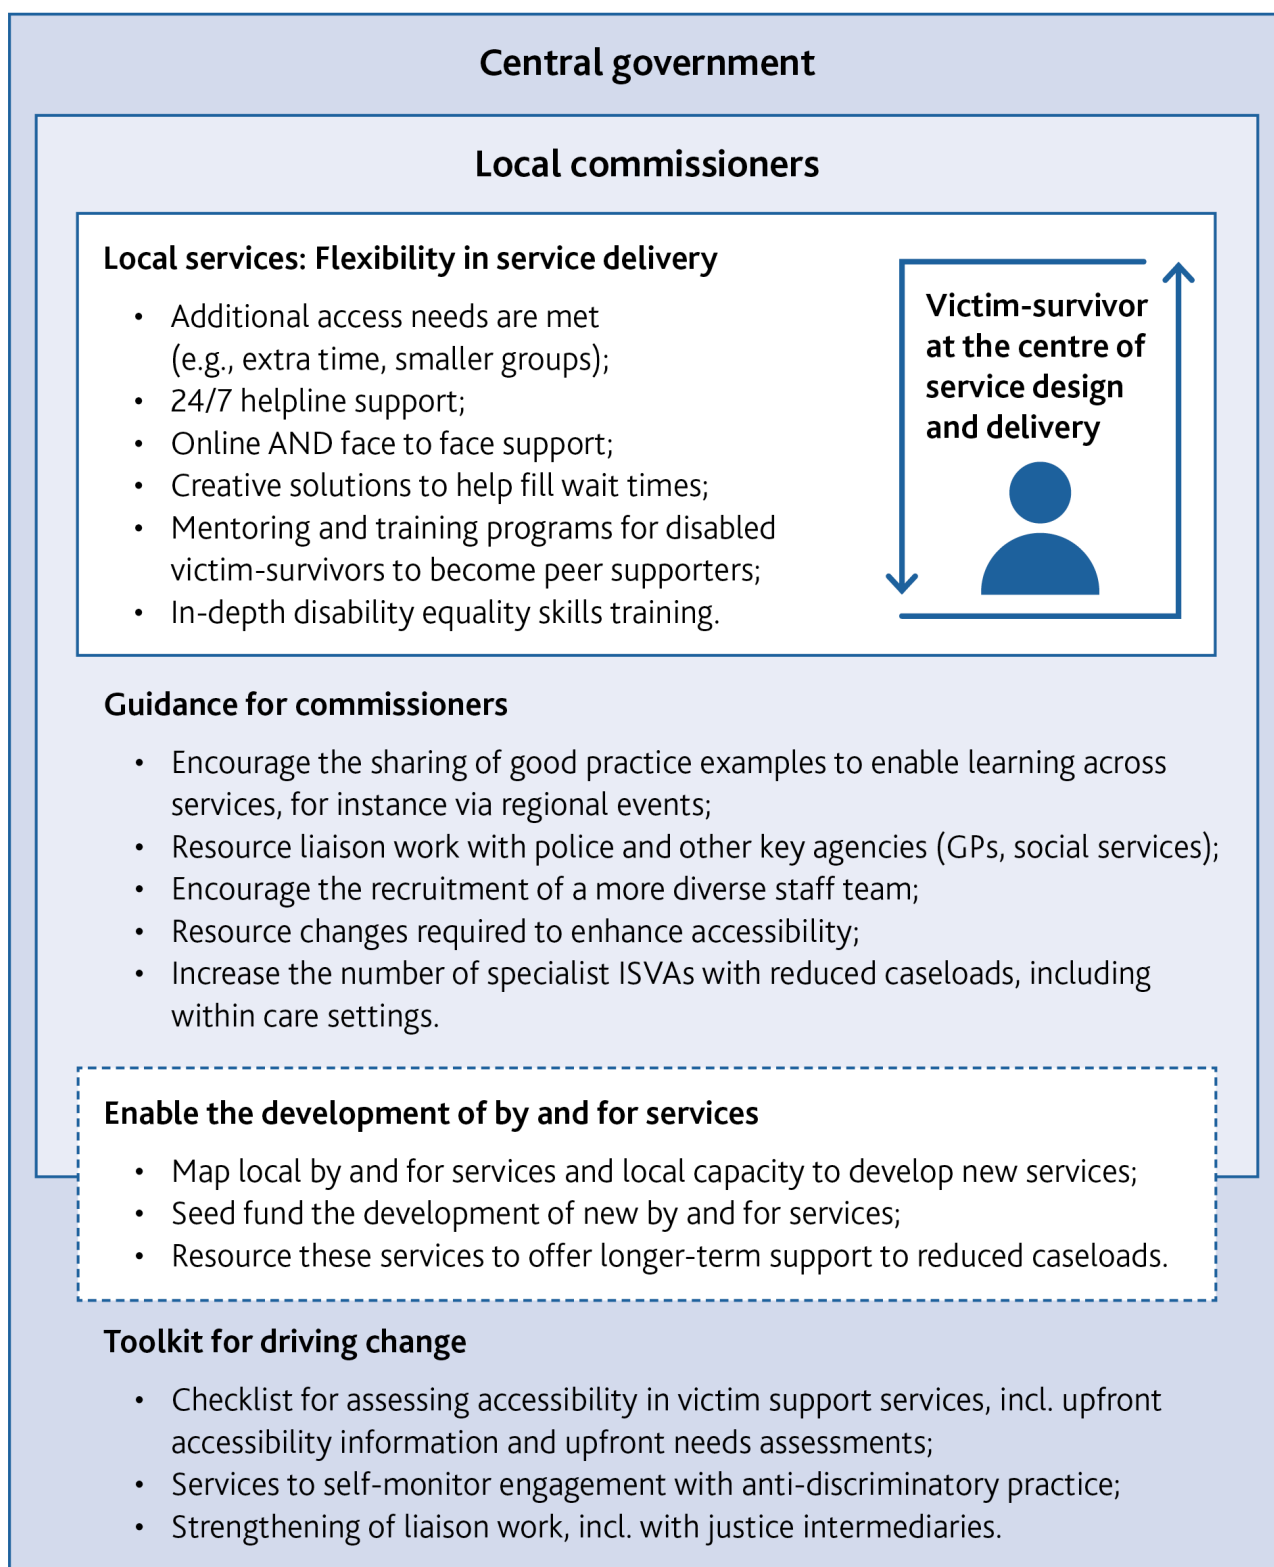 Central government
Local commissioners
Local services: Flexibility in service delivery
• Additional access needs are met
(e.g., extra time, smaller groups);
• 24/7 helpline support;
• Online AND face to face support;
• Creative solutions to help fill wait times;
• Mentoring and training programs for disabled
victim-survivors to become peer supporters;
• In-depth disability equality skills training.
Victim-survivor
at the centre of
service design
and delivery
Guidance for commissioners
• Encourage the sharing of good practice examples to enable learning across
services, for instance via regional events;
• Resource liaison work with police and other key agencies (GPs, social services);
• Encourage the recruitment of a more diverse staff team;
• Resource changes required to enhance accessibility;
• Increase the number of specialist ISVAs with reduced caseloads, including
within care settings.
Enable the development of by and for services
• Map local by and for services and local capacity to develop new services;
• Seed fund the development of new by and for services;
• Resource these services to offer longer-term support to reduced caseloads.
Toolkit for driving change
• Checklist for assessing accessibility in victim support services, incl. upfront
accessibility information and upfront needs assessments;
• Services to self-monitor engagement with anti-discriminatory practice;
• Strengthening of liaison work, incl. with justice intermediaries.